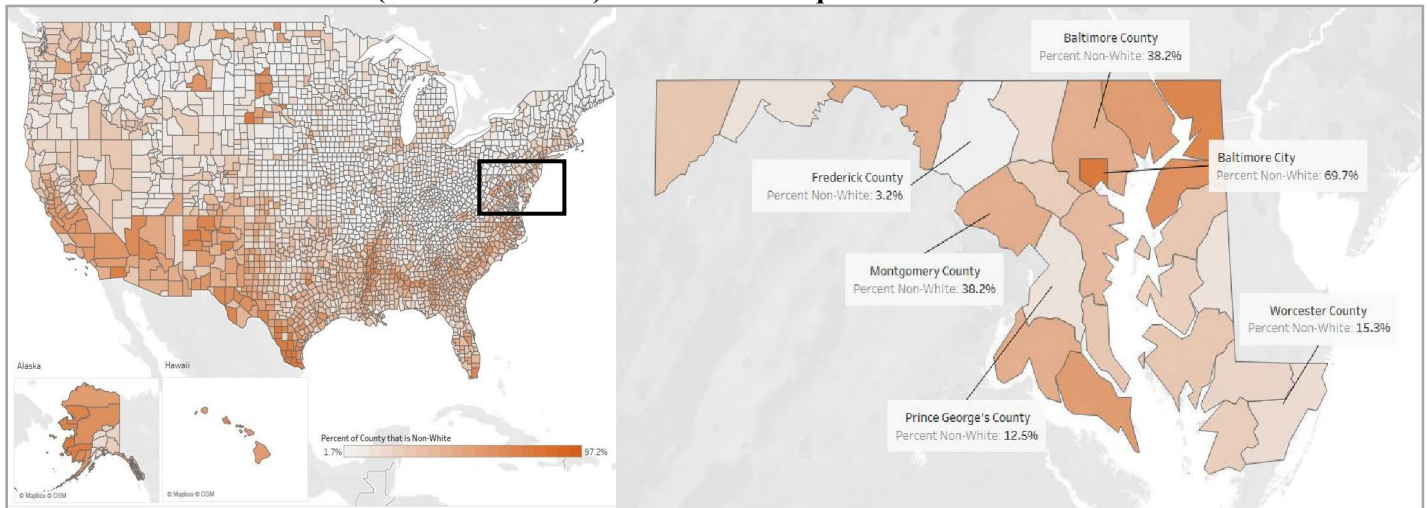 Baltimore County
Percent Non-White: 38.2%
Baltimore City
Percent Non-White: 69.7%
Frederick County
Percent Non-White: 3.2%
Montgomery County
Percent Non-White: 38.2%
Worcester County
Percent Non-White: 15.3%
Prince George's County
Percent Non-White: 12.5%
Alaska
Hawaii
Percent of County that is Non-White
1.7%
97.2%
© Mapbox © OSM
© Mapbox © OSM